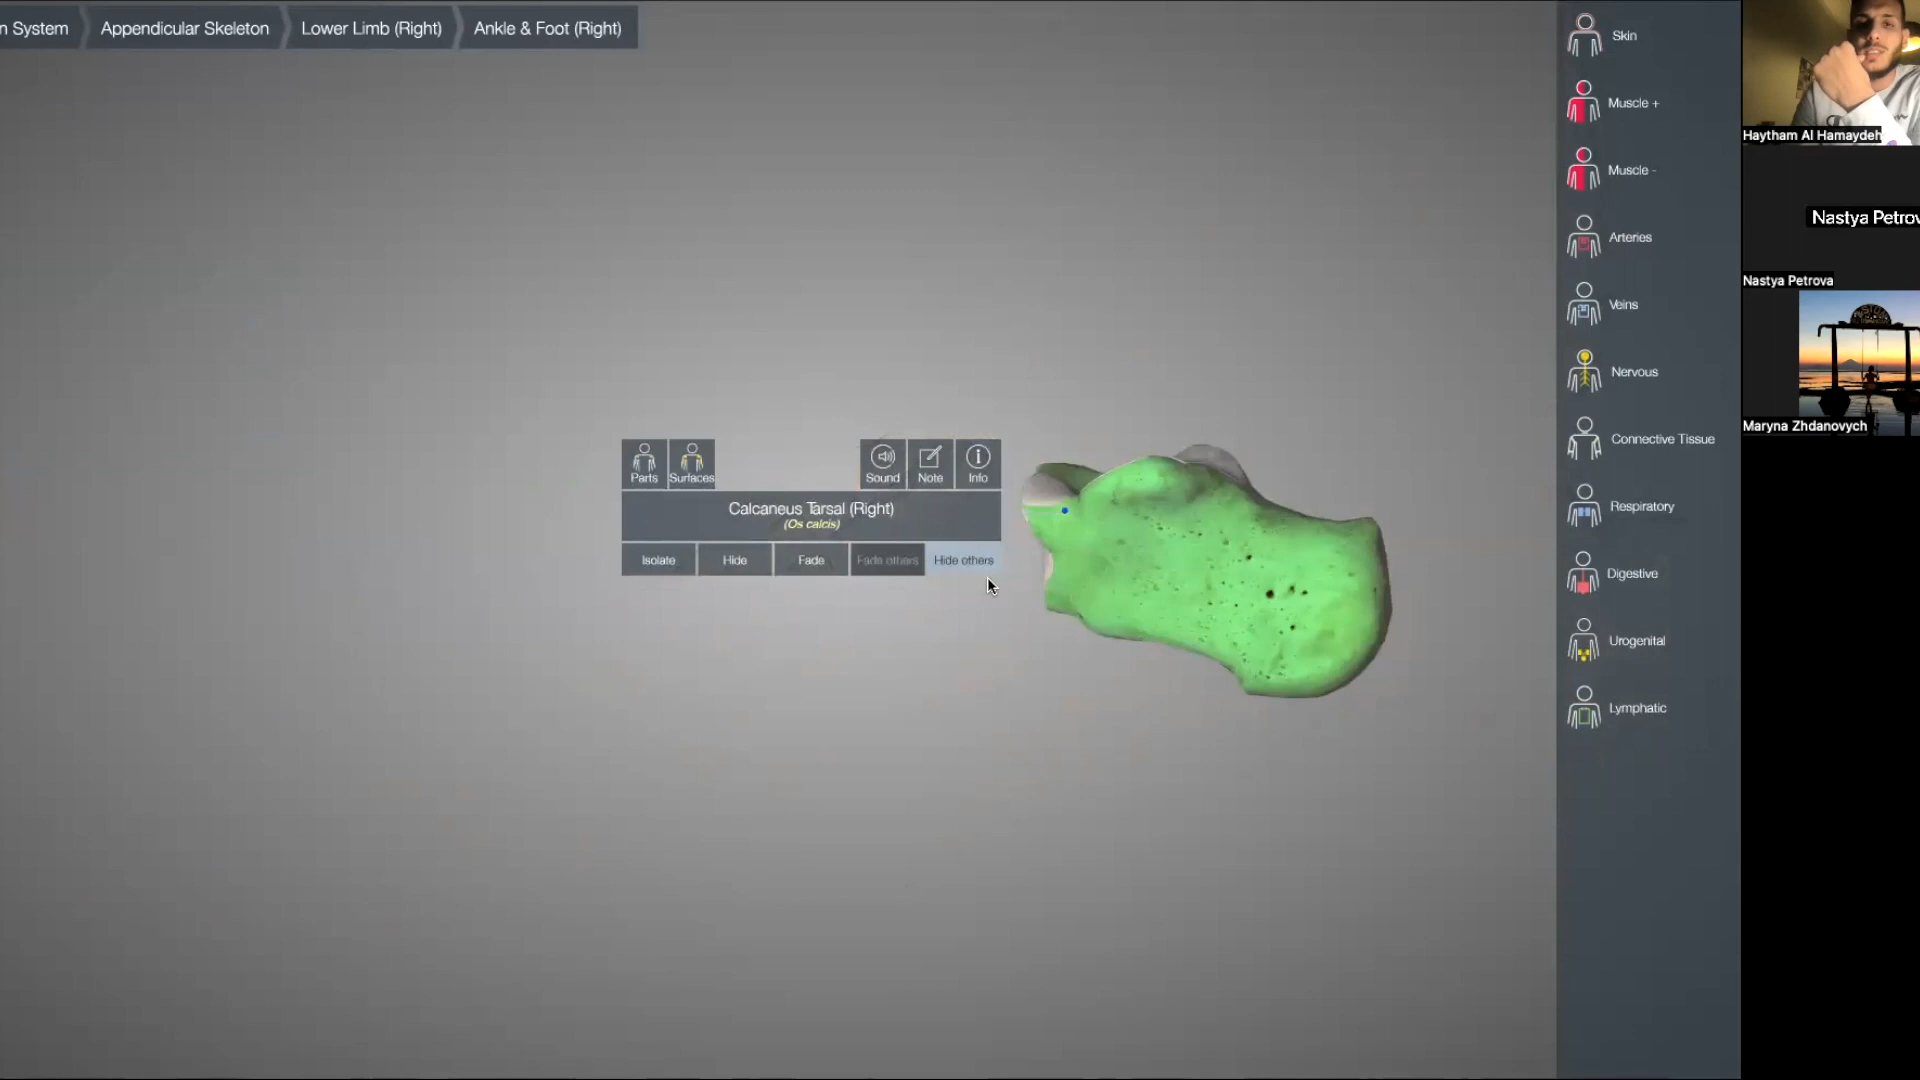 n System
Appendicular Skeleton
Lower Limb (Right)
Ankle & Foot (Right)
Skin
Muscle +
Muscle -
Arteries
Veins
Nervous
Connective Tissue
Respiratory
Digestive
Urogenital
Lymphatic
Parts
Surfaces
Sound
Note
Info
Calcaneus Tarsal (Right)
(Os calcis)
Isolate
Hide
Fade
Fade others
Hide others
Haytham Al Hamaydeh
Nastya Petrov
Nastya Petrova
Maryna Zhdanovych